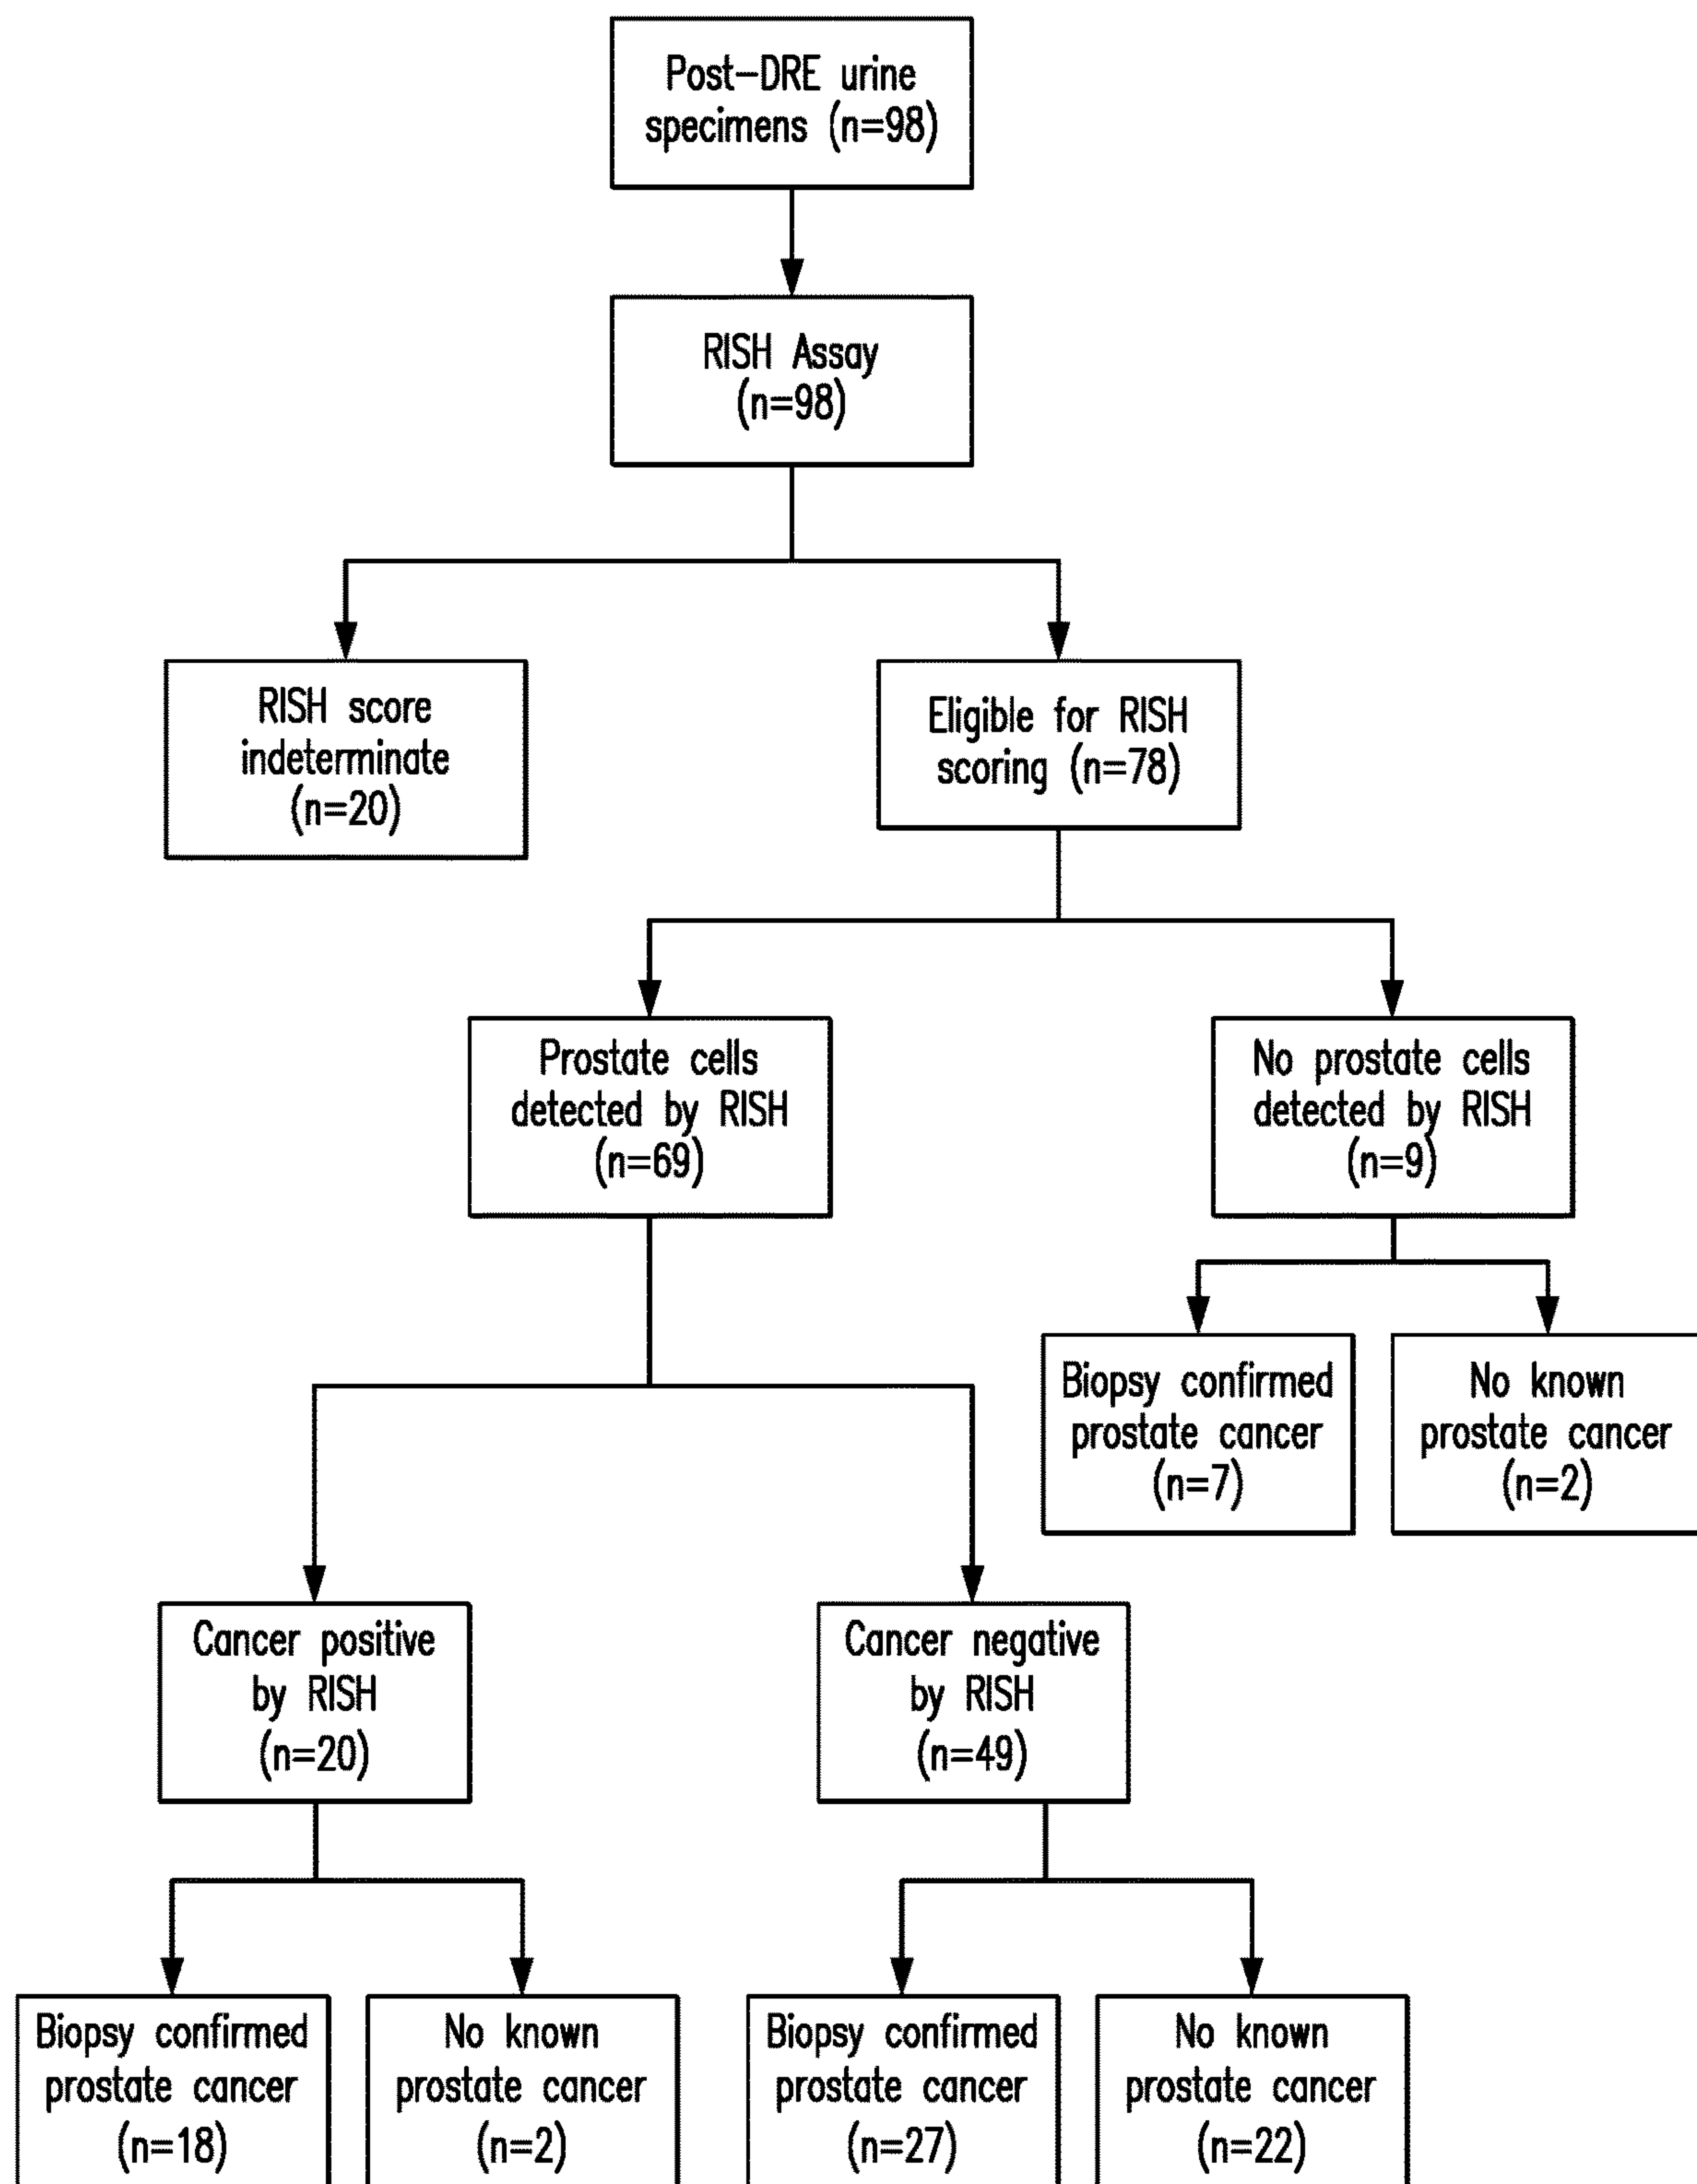 Post-DRE urine
specimens (n=98)
RISH Assay
(n=98)
RISH score
indeterminate
(n=20)
Eligible for RISH
scoring (n=78)
Prostate cells
detected by RISH
(n=69)
No prostate cells
detected by RISH
(n=9)
Biopsy confirmed
prostate cancer
(n=7)
No known
prostate cancer
(n=2)
Cancer positive
by RISH
(n=20)
Cancer negative
by RISH
(n=49)
Biopsy confirmed
prostate cancer
(n=18)
No known
prostate cancer
(n=2)
Biopsy confirmed
prostate cancer
(n=27)
No known
prostate cancer
(n=22)